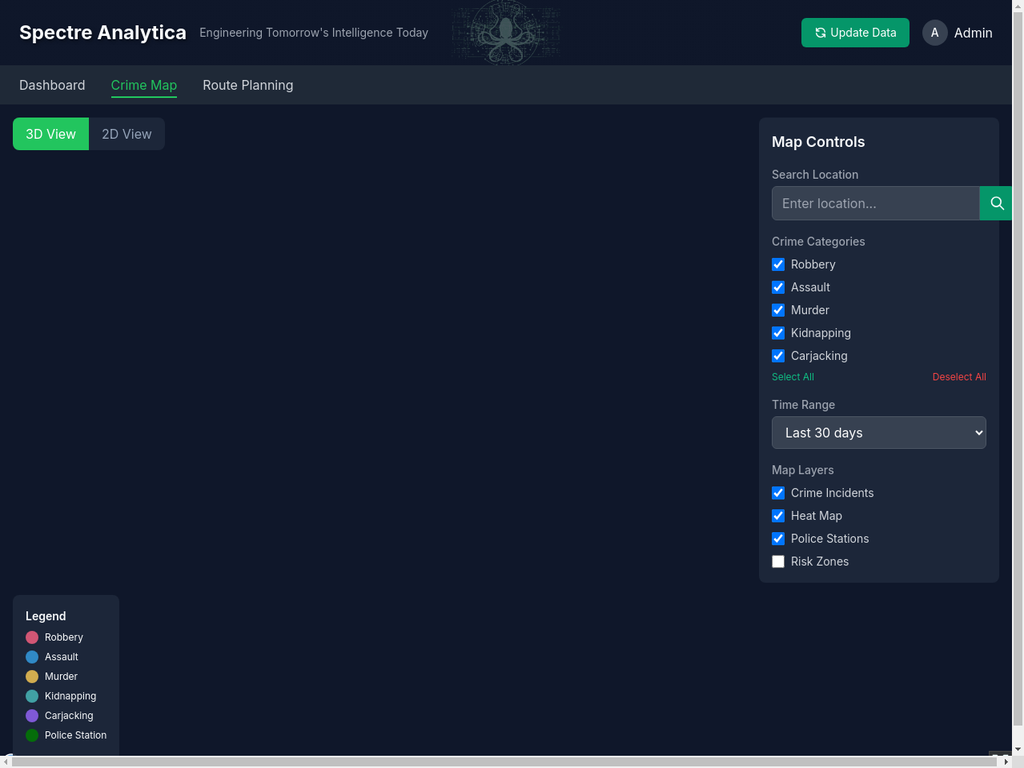 Spectre Analytica
Engineering Tomorrow's Intelligence Today
Update Data
A
Admin
Dashboard
Crime Map
Route Planning
3D View
2D View
Map Controls
Search Location
Enter location...
Crime Categories
Robbery
Assault
Murder
Kidnapping
Carjacking
Select All
Deselect All
Time Range
Last 30 days
Map Layers
Crime Incidents
Heat Map
Police Stations
Risk Zones
Legend
Robbery
Assault
Murder
Kidnapping
Carjacking
Police Station